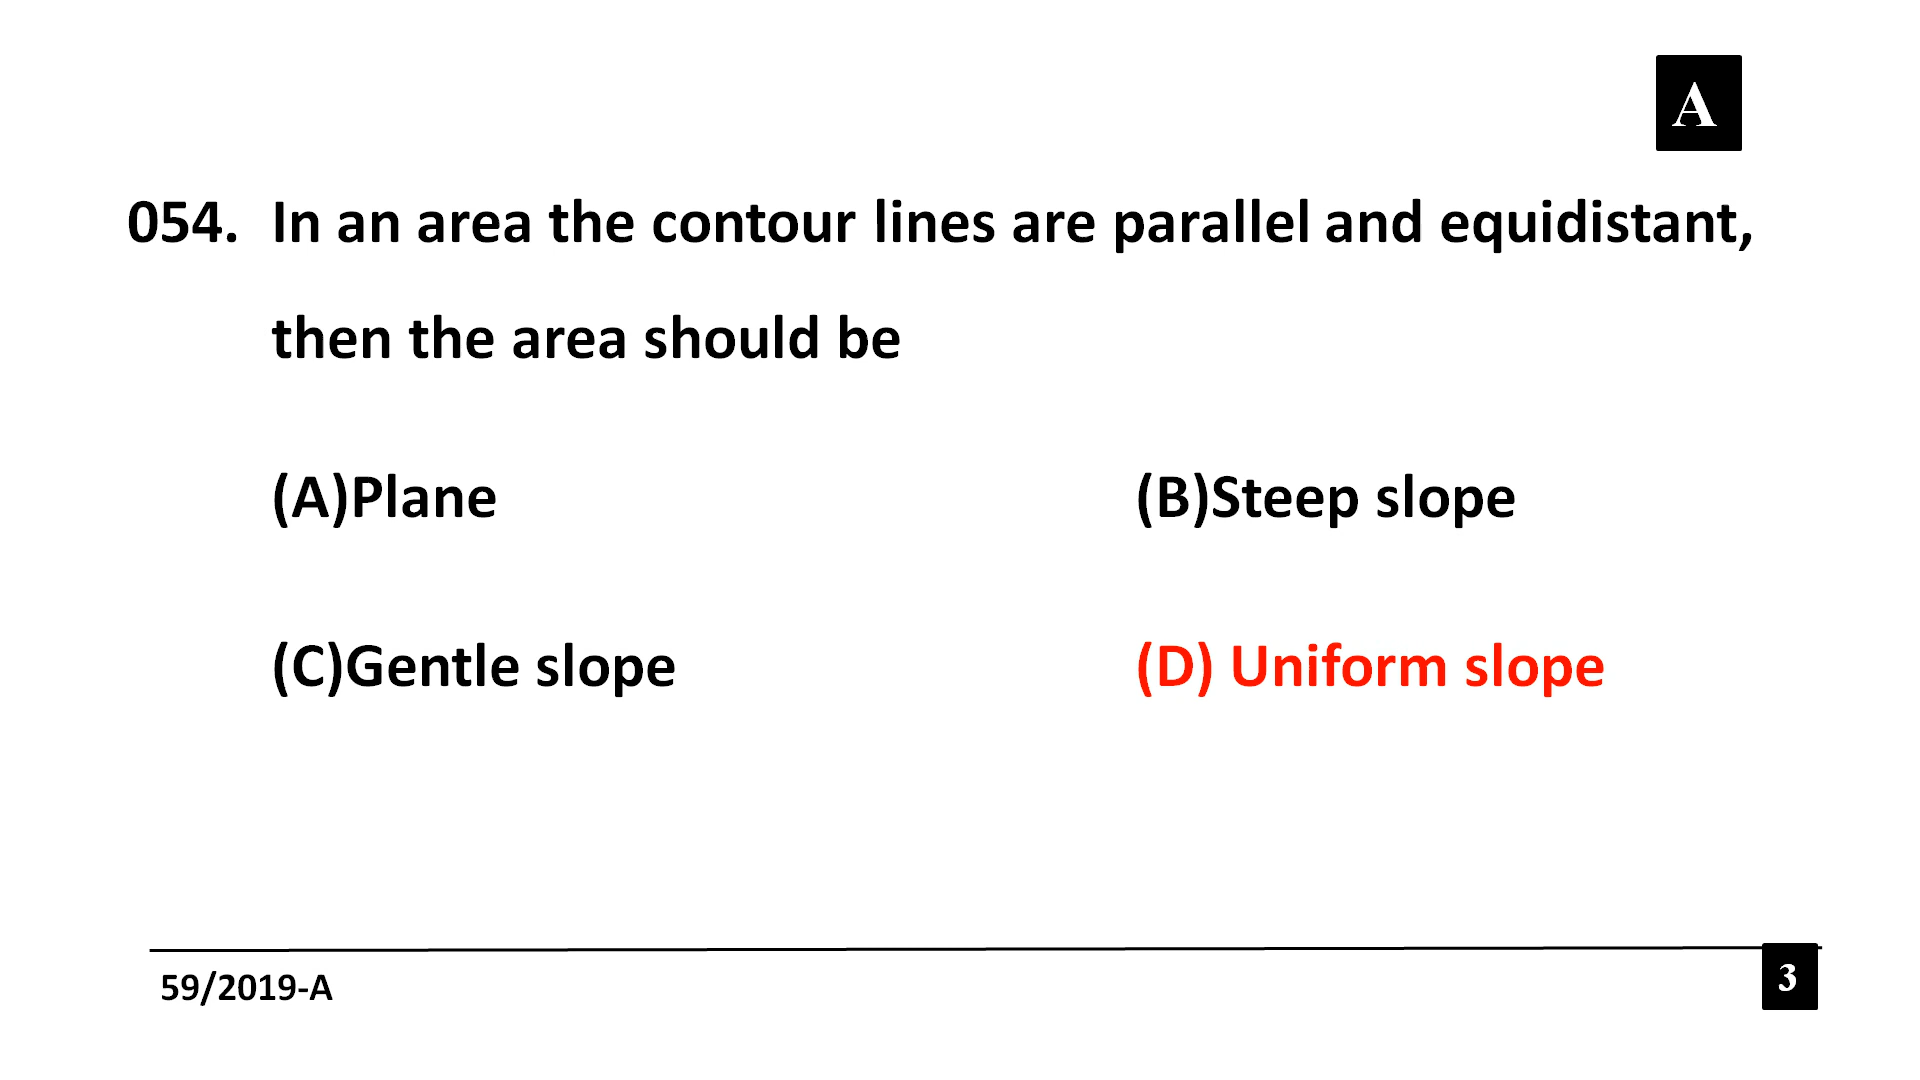 A
054. In an area the contour lines are parallel and equidistant,
then the area should be
(A)Plane (B)Steep slope
(C)Gentle slope (D) Uniform slope
59/2019-A 3